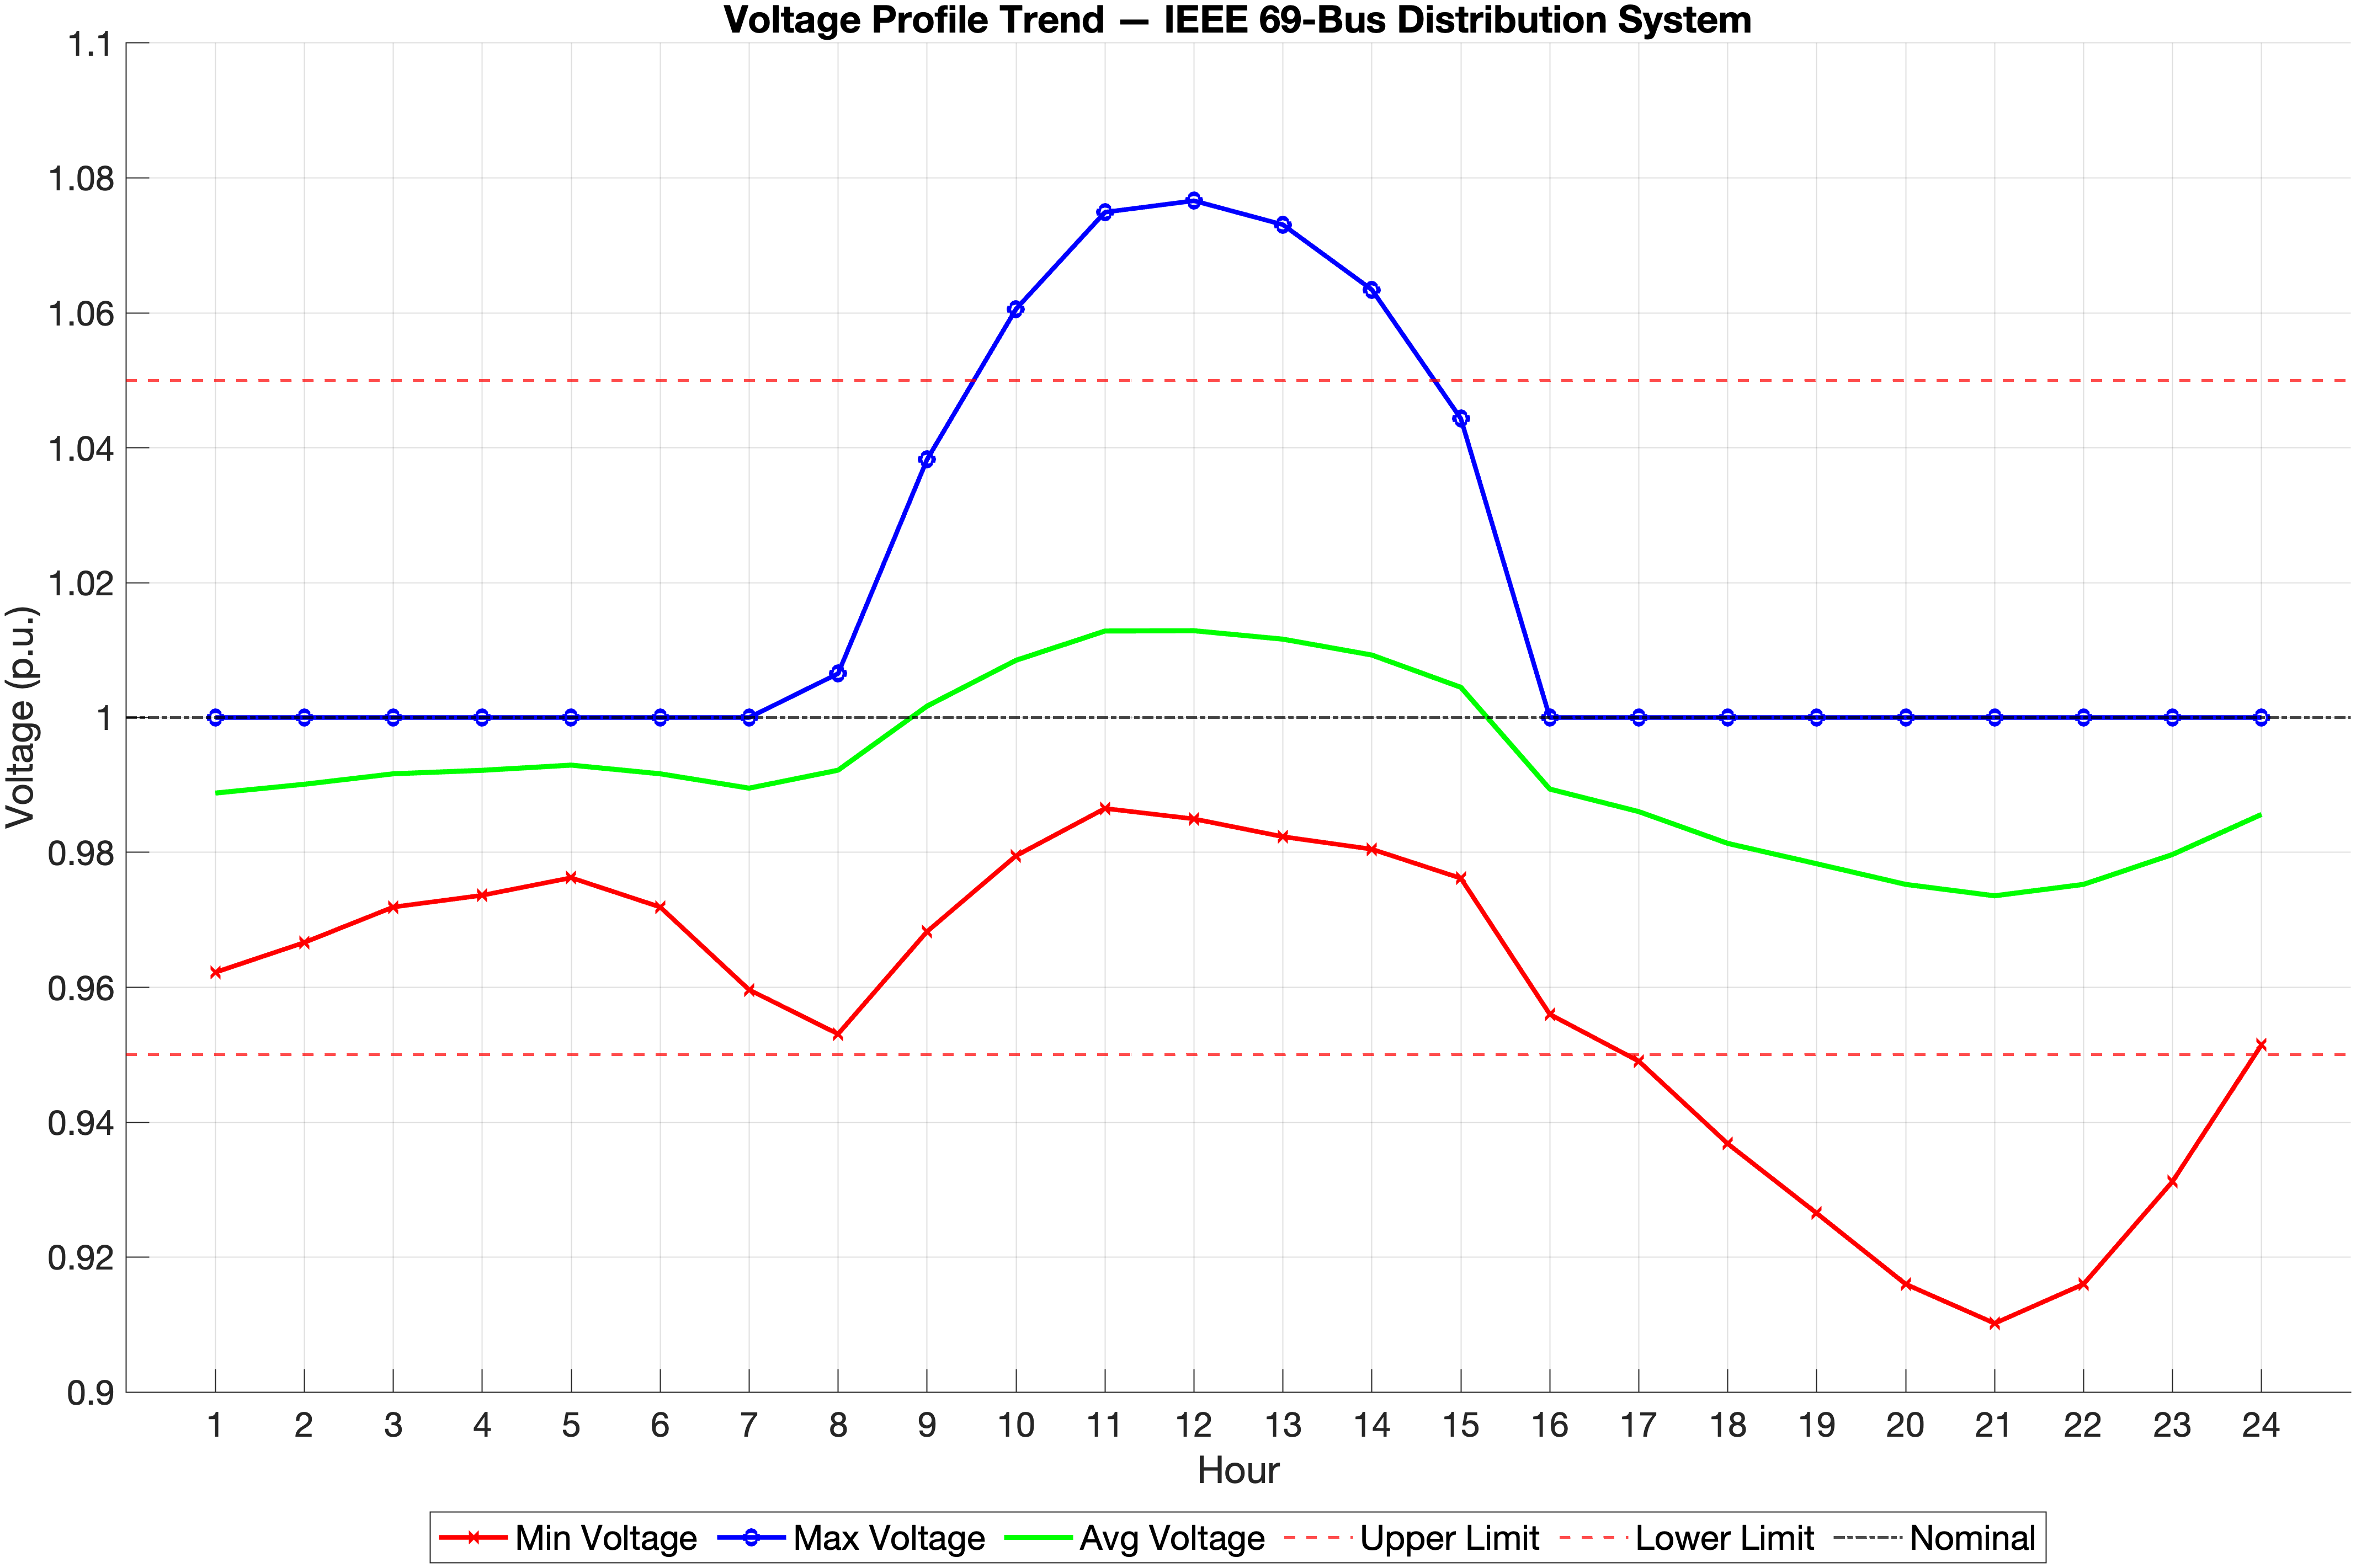 Voltage Profile Trend — IEEE 69-Bus Distribution System
1.1
1.08
1.06
1.04
1.02
1
0.98
0.96
0.94
0.92
0.9
Voltage (p.u.)
1 2 3 4 5 6 7 8 9 10 11 12 13 14 15 16 17 18 19 20 21 22 23 24
Hour
Min Voltage Max Voltage Avg Voltage Upper Limit Lower Limit Nominal